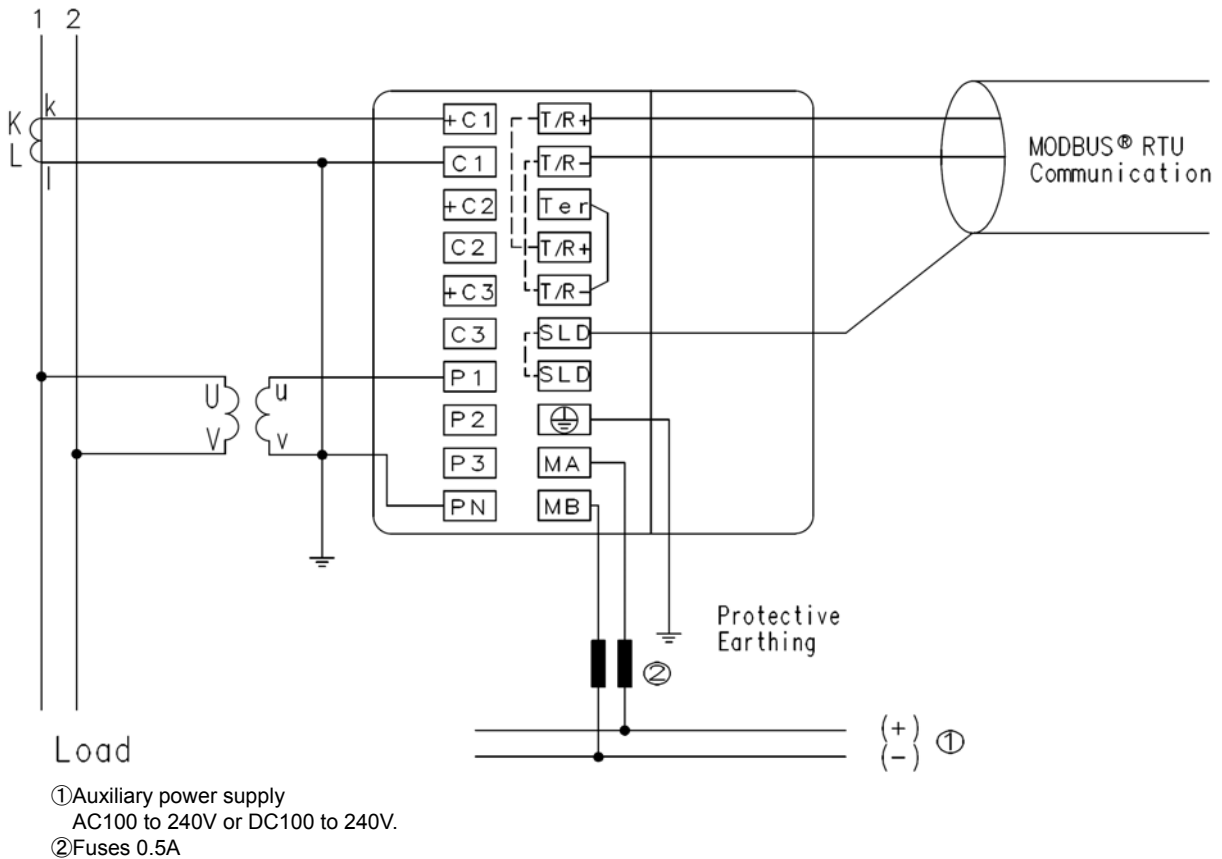 1 2
K k
L l
+C1 T/R+
C1 T/R-
+C2 Ter
C2 T/R+
+C3 T/R-
C3 SLD
P1 SLD
P2
P3 MA
PN MB
U u
V v
MODBUS® RTU
Communication
Protective
Earthing
②
(+)
(-) ①
Load
①Auxiliary power supply
AC100 to 240V or DC100 to 240V.
②Fuses 0.5A